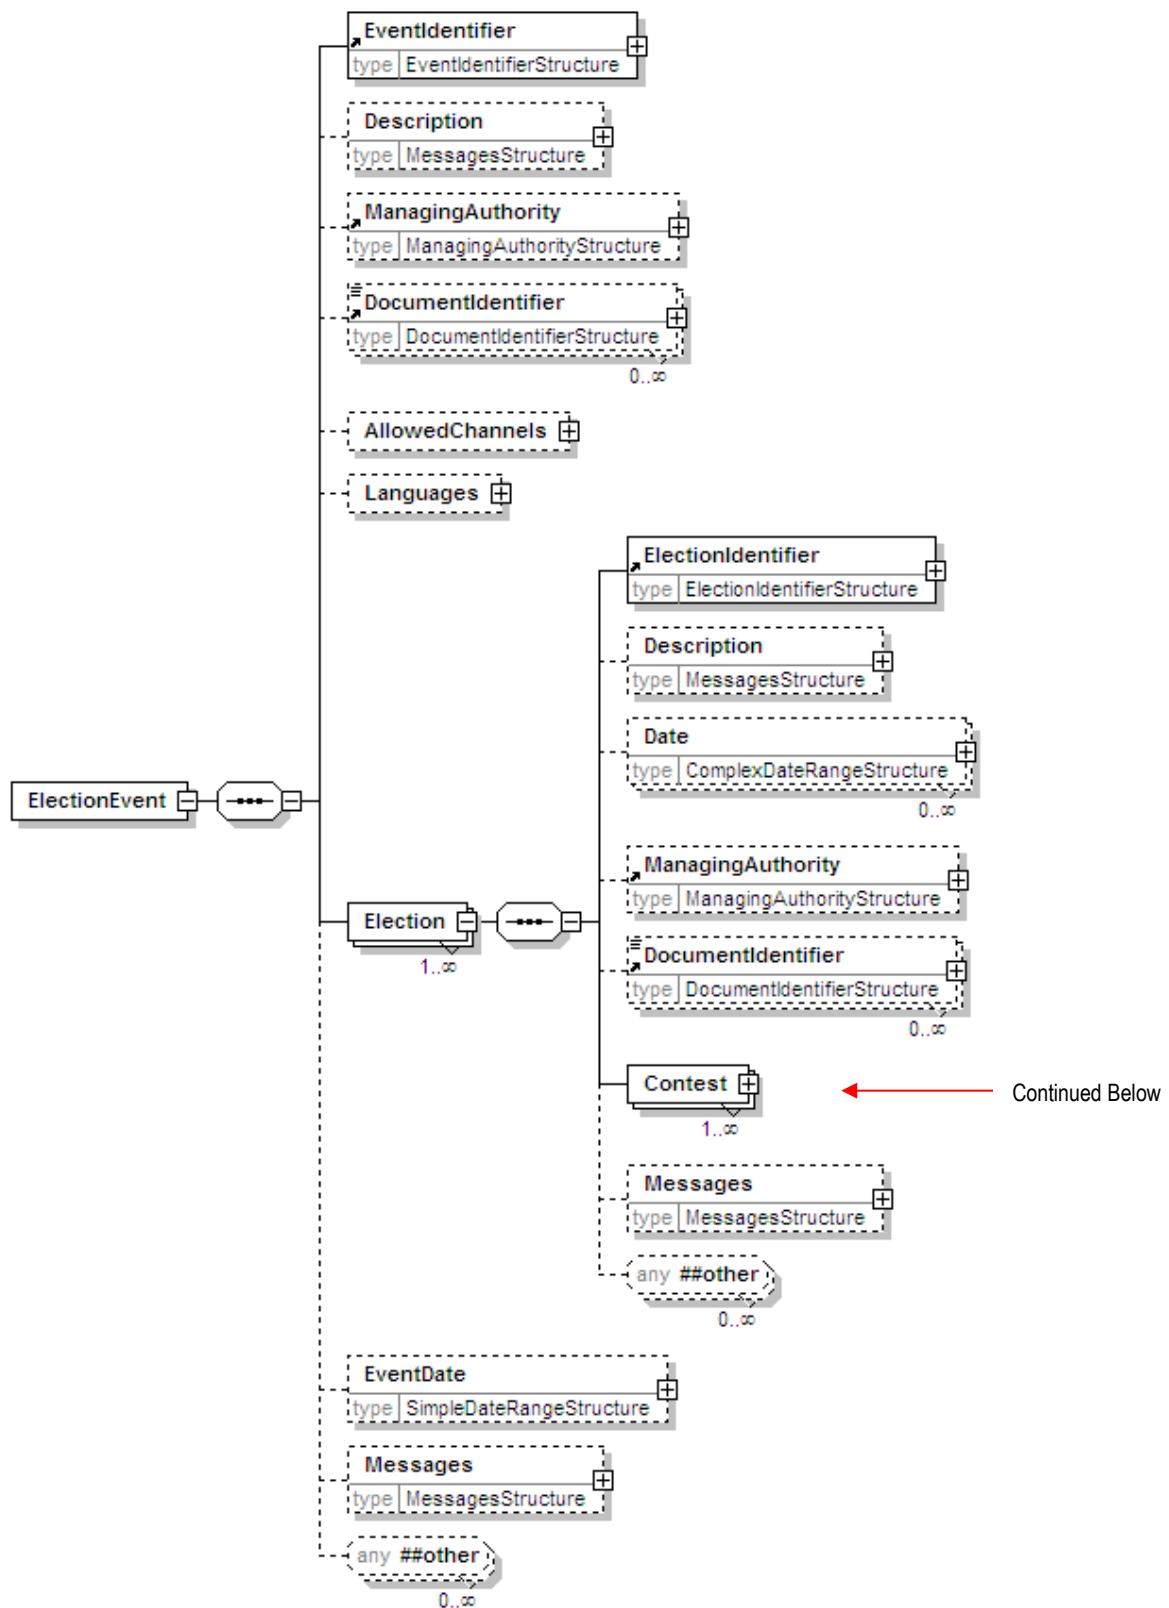 EventIdentifier
type EventIdentifierStructure
Description
type MessagesStructure
ManagingAuthority
type ManagingAuthorityStructure
DocumentIdentifier
type DocumentIdentifierStructure
0..∞
AllowedChannels
Languages
ElectionIdentifier
type ElectionIdentifierStructure
Description
type MessagesStructure
Date
type ComplexDateRangeStructure
0..∞
ElectionEvent
ManagingAuthority
type ManagingAuthorityStructure
Election
1..∞
DocumentIdentifier
type DocumentIdentifierStructure
0..∞
Contest
1..∞
Continued Below
Messages
type MessagesStructure
any ##other
0..∞
EventDate
type SimpleDateRangeStructure
Messages
type MessagesStructure
any ##other
0..∞